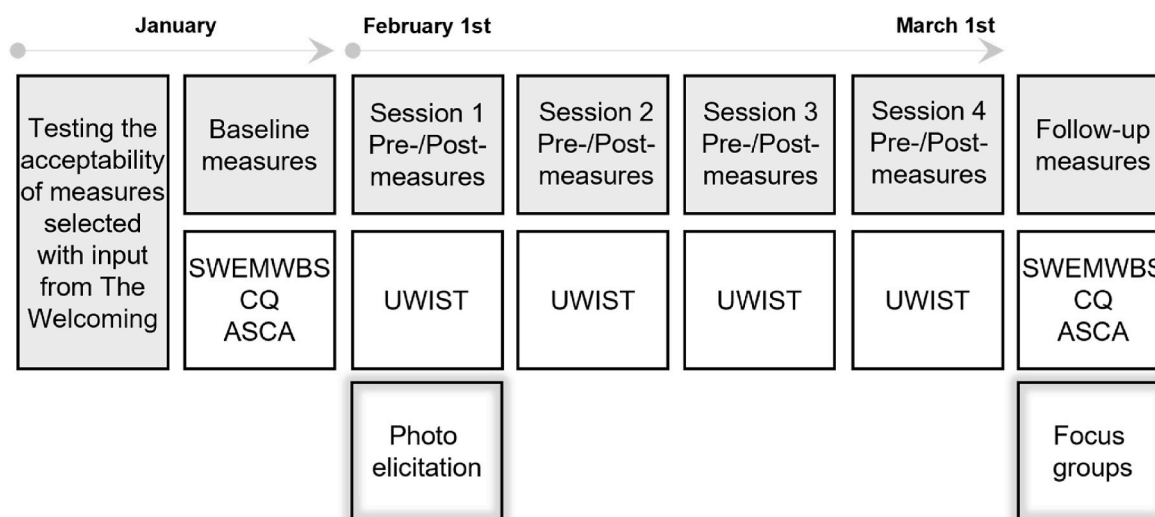 January
February 1st
March 1st
Testing the
acceptability
of measures
selected
with input
from The
Welcoming
Baseline
measures
Session 1
Pre-/Post-
measures
Session 2
Pre-/Post-
measures
Session 3
Pre-/Post-
measures
Session 4
Pre-/Post-
measures
Follow-up
measures
SWEMWBS
CQ
ASCA
UWIST
UWIST
UWIST
UWIST
SWEMWBS
CQ
ASCA
Photo
elicitation
Focus
groups